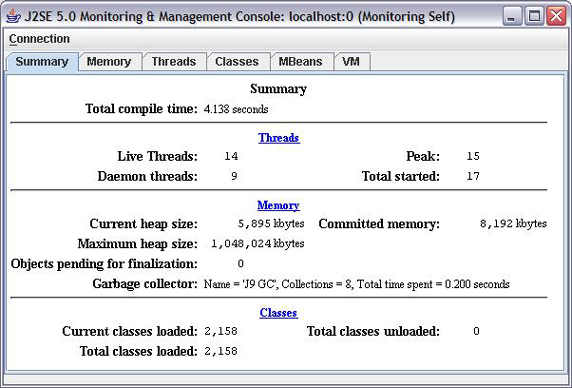 J2SE 5.0 Monitoring & Management Console: localhost:0 (Monitoring Self)
Connection
Summary Memory Threads Classes MBeans VM
Summary
Total compile time: 4.138 seconds
Threads
Live Threads: 14 Peak: 15
Daemon threads: 9 Total started: 17
Memory
Current heap size: 5,895 kbytes Committed memory: 8,192 kbytes
Maximum heap size: 1,048,024 kbytes
Objects pending for finalization: 0
Garbage collector: Name = 'J9 GC', Collections = 8, Total time spent = 0.200 seconds
Classes
Current classes loaded: 2,158 Total classes unloaded: 0
Total classes loaded: 2,158